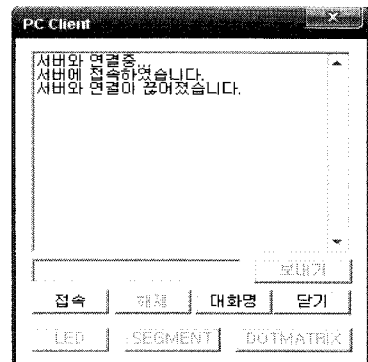 PC Client
서버와 연결중...
서버에 접속하였습니다.
서버와 연결이 끊어졌습니다.
보내기
접속 해제 대화명 닫기
LED SEGMENT DOTMATRIX